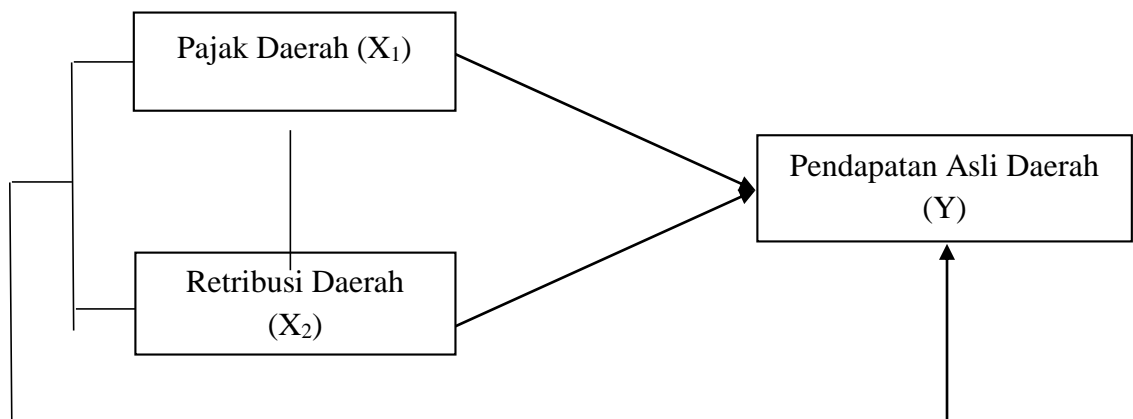 Pajak Daerah (X₁)
Pendapatan Asli Daerah
(Y)
Retribusi Daerah
(X₂)